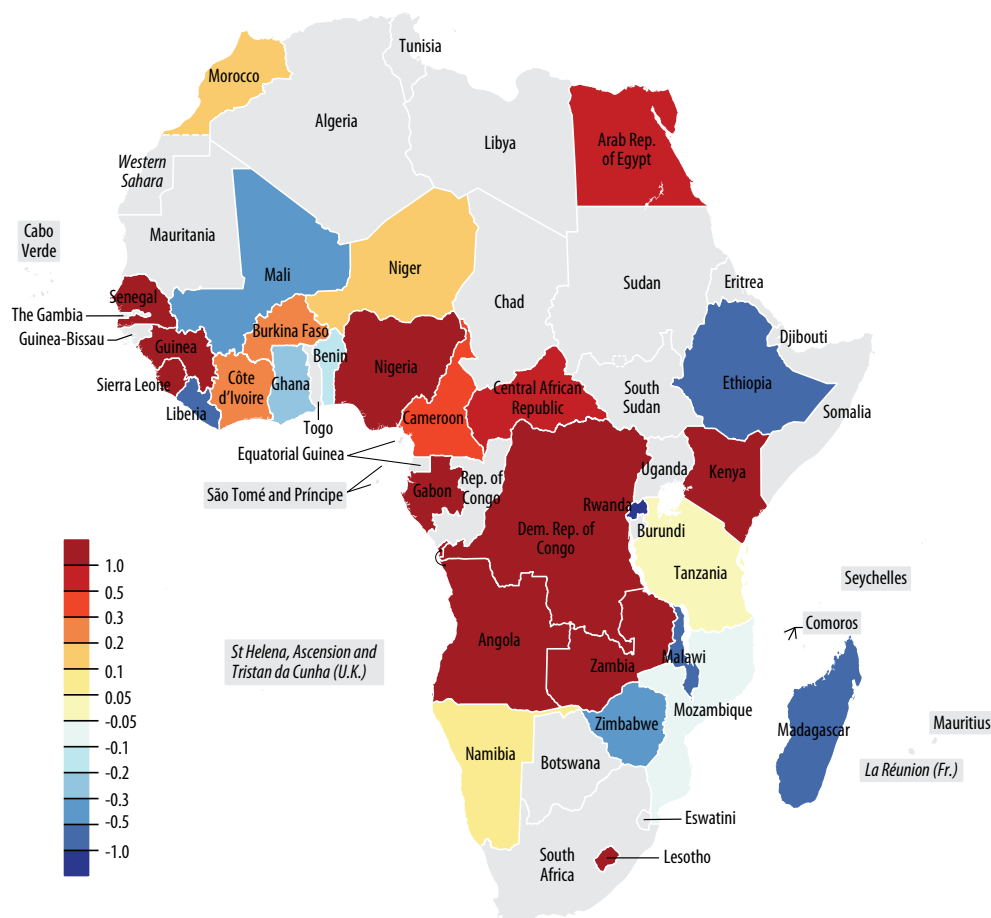 Tunisia
Morocco
Algeria
Libya
Arab Rep.
of Egypt
Western
Sahara
Cabo
Verde
Mauritania
Mali
Niger
Chad
Sudan
Eritrea
Senegal
The Gambia
Guinea-Bissau
Guinea
Burkina Faso
Benin
Nigeria
Djibouti
Ethiopia
Sierra Leone
Liberia
Côte
d’Ivoire
Ghana
Togo
Cameroon
Central African
Republic
South
Sudan
Somalia
Equatorial Guinea
São Tomé and Príncipe
Gabon
Rep. of
Congo
Uganda
Kenya
Rwanda
Burundi
Dem. Rep. of
Congo
Tanzania
Seychelles
Comoros
St Helena, Ascension and
Tristan da Cunha (U.K.)
Angola
Zambia
Malawi
Mozambique
Madagascar
Mauritius
La Réunion (Fr.)
Namibia
Zimbabwe
Botswana
Eswatini
South
Africa
Lesotho
1.0
0.5
0.3
0.2
0.1
0.05
-0.05
-0.1
-0.2
-0.3
-0.5
-1.0